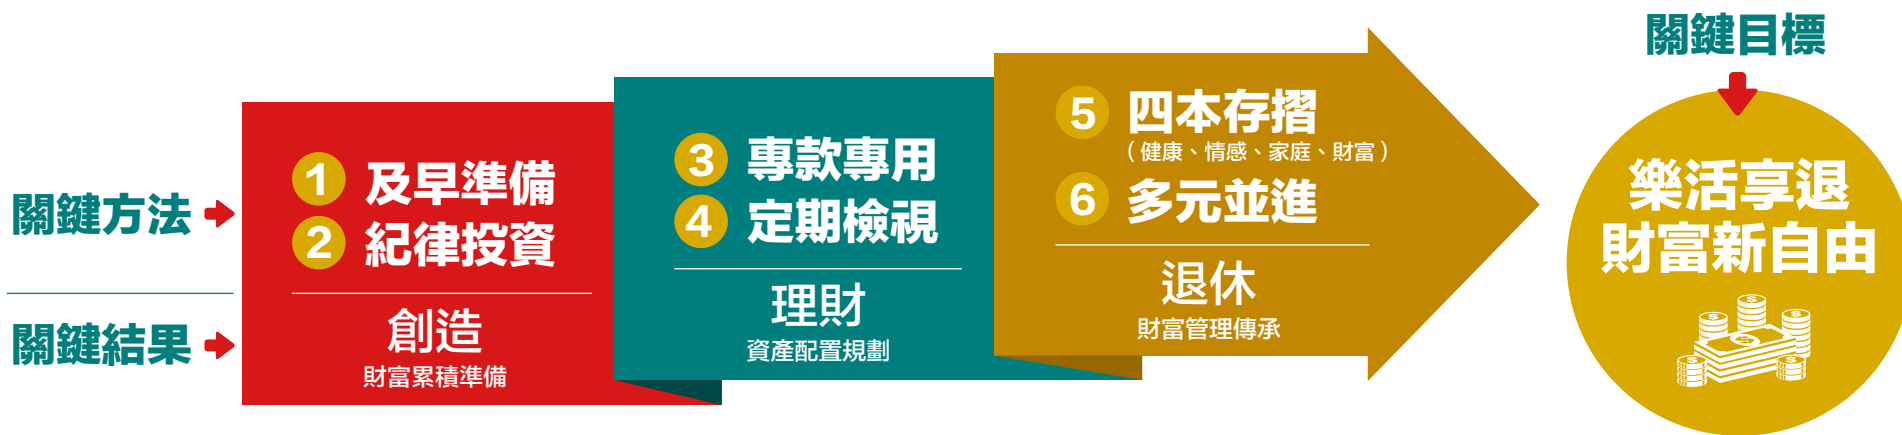 關鍵方法
關鍵結果
1 及早準備
2 紀律投資
創造
財富累積準備
3 專款專用
4 定期檢視
理財
資產配置規劃
5 四本存摺
（健康、情感、家庭、財富）
6 多元並進
退休
財富管理傳承
關鍵目標
樂活享退
財富新自由